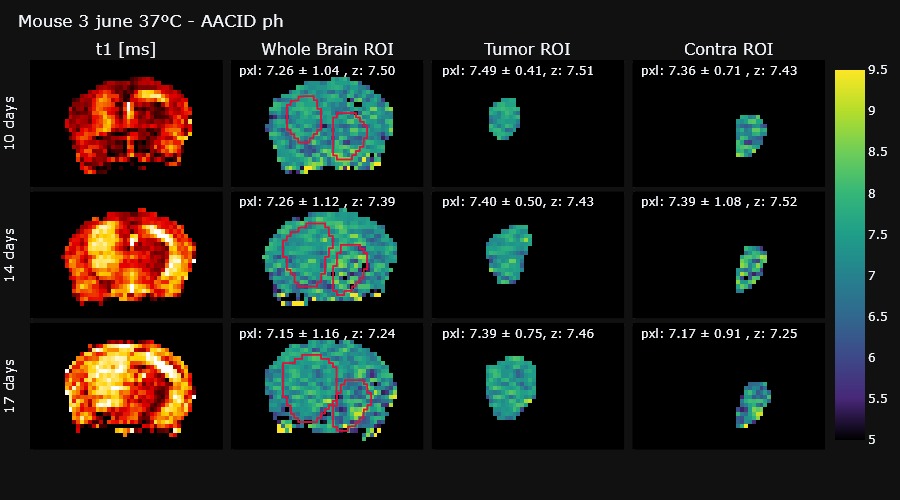 Mouse 3 june 37°C - AACID ph
t1 [ms] Whole Brain ROI Tumor ROI Contra ROI
10 days pxl: 7.26 ± 1.04 , z: 7.50 pxl: 7.49 ± 0.41, z: 7.51 pxl: 7.36 ± 0.71 , z: 7.43
14 days pxl: 7.26 ± 1.12 , z: 7.39 pxl: 7.40 ± 0.50, z: 7.43 pxl: 7.39 ± 1.08 , z: 7.52
17 days pxl: 7.15 ± 1.16 , z: 7.24 pxl: 7.39 ± 0.75, z: 7.46 pxl: 7.17 ± 0.91 , z: 7.25
9.5
9
8.5
8
7.5
7
6.5
6
5.5
5